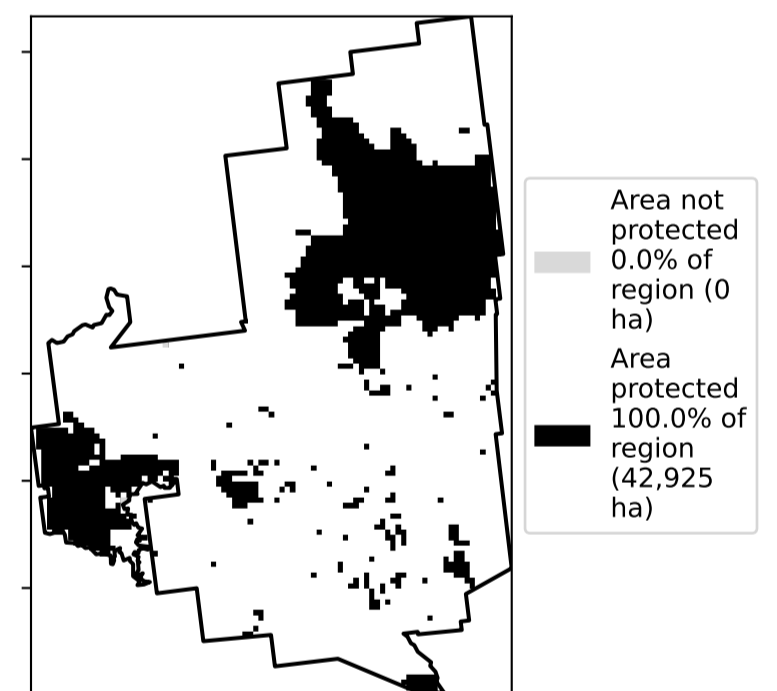 Area not
protected
0.0% of
region (0
ha)
Area
protected
100.0% of
region
(42,925
ha)